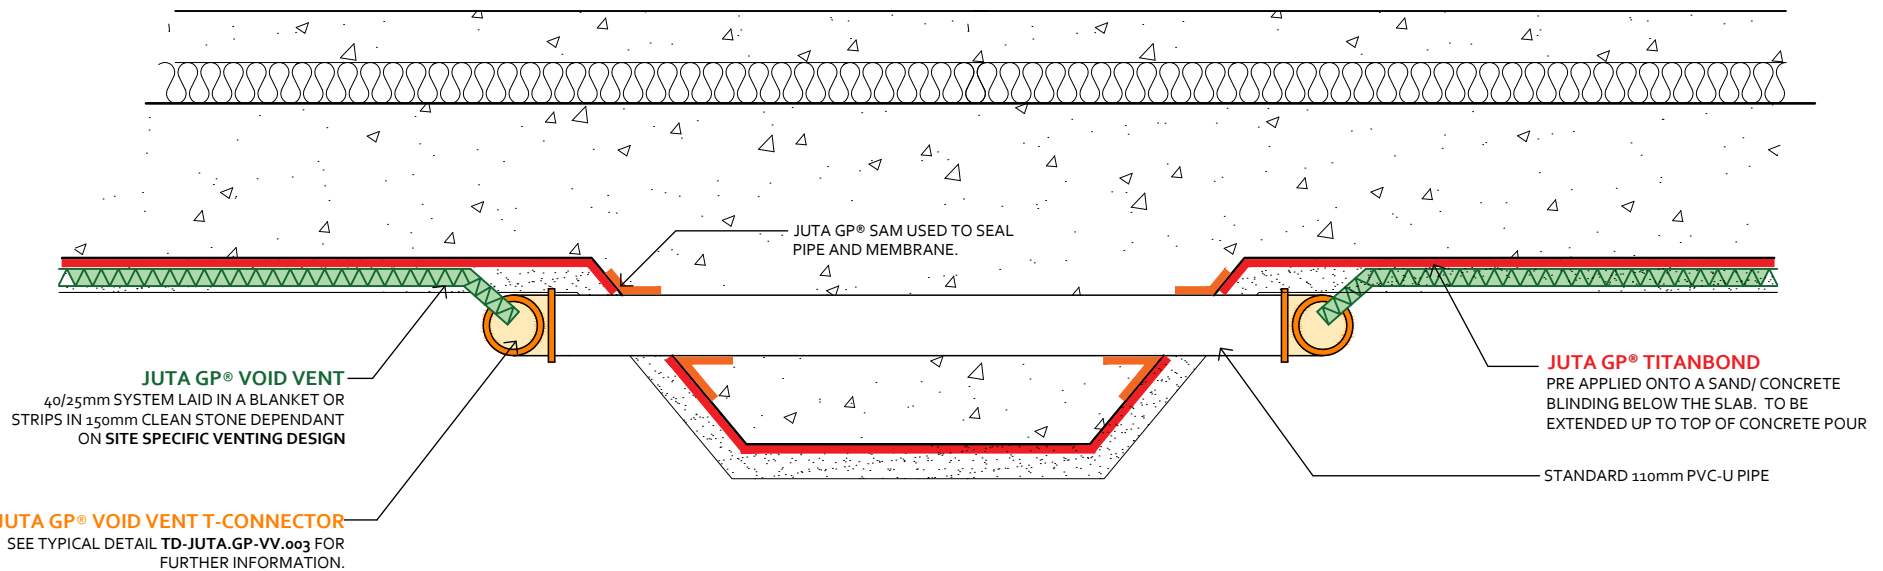 JUTA GP® SAM USED TO SEAL
PIPE AND MEMBRANE.
JUTA GP® VOID VENT
40/25mm SYSTEM LAID IN A BLANKET OR
STRIPS IN 150mm CLEAN STONE DEPENDANT
ON SITE SPECIFIC VENTING DESIGN
JUTA GP® TITANBOND
PRE APPLIED ONTO A SAND/ CONCRETE
BLINDING BELOW THE SLAB. TO BE
EXTENDED UP TO TOP OF CONCRETE POUR
STANDARD 110mm PVC-U PIPE
JUTA GP® VOID VENT T-CONNECTOR
SEE TYPICAL DETAIL TD-JUTA.GP-VV.003 FOR
FURTHER INFORMATION.